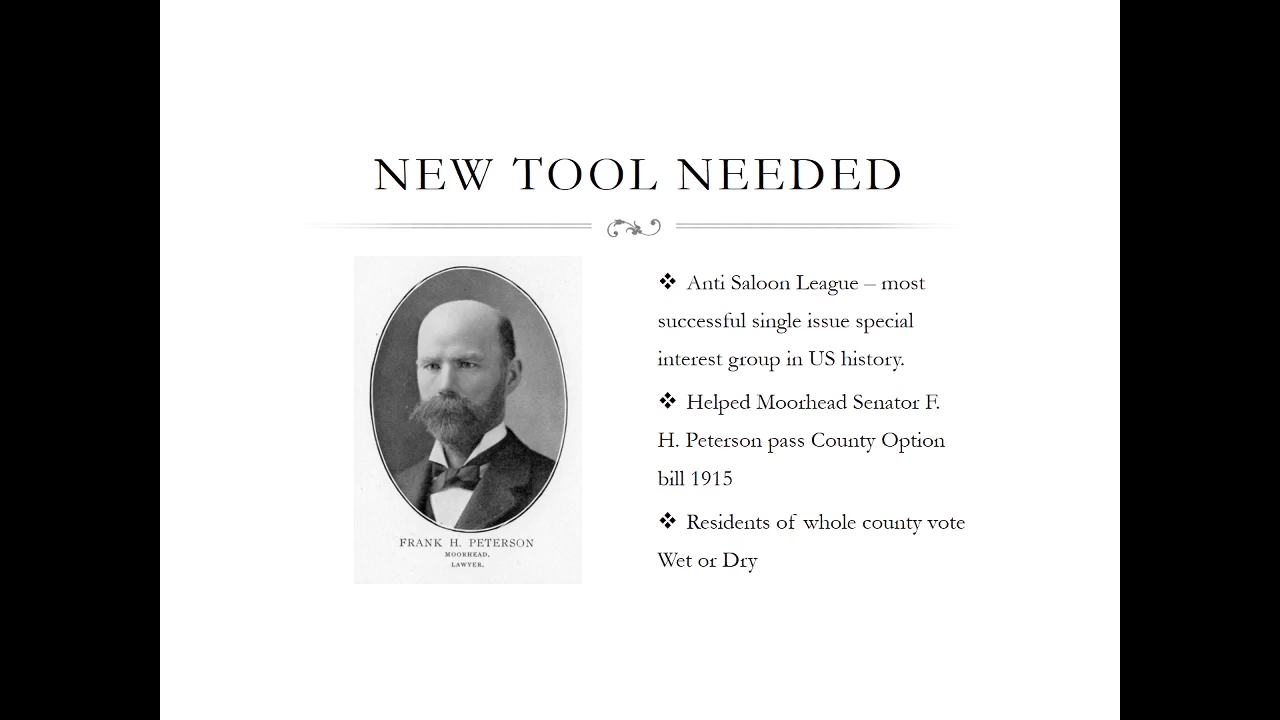 NEW TOOL NEEDED
FRANK H. PETERSON
MOORHEAD.
LAWYER.
❖ Anti Saloon League – most
successful single issue special
interest group in US history.
❖ Helped Moorhead Senator F.
H. Peterson pass County Option
bill 1915
❖ Residents of whole county vote
Wet or Dry